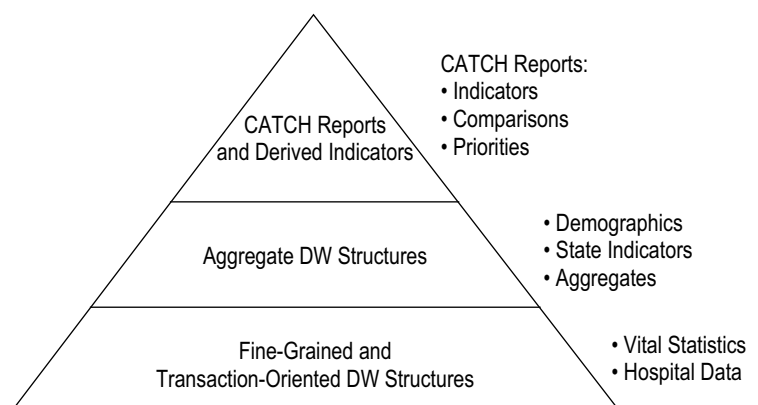 CATCH Reports:
• Indicators
• Comparisons
• Priorities
CATCH Reports
and Derived Indicators
• Demographics
• State Indicators
• Aggregates
Aggregate DW Structures
• Vital Statistics
• Hospital Data
Fine-Grained and
Transaction-Oriented DW Structures